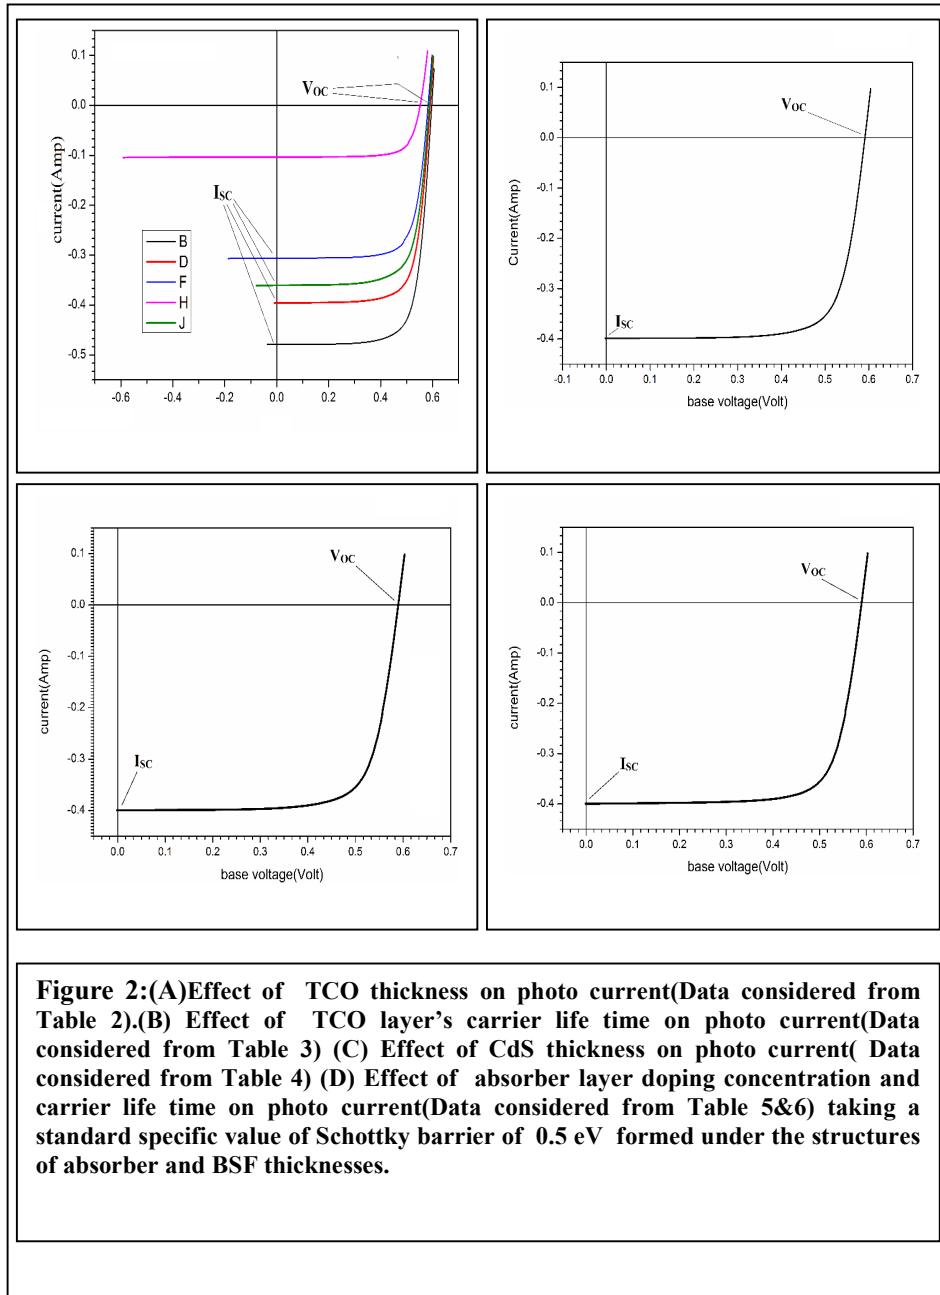 0.1
0.0
-0.1
-0.2
-0.3
-0.4
-0.5
current(Amp)
V_OC
I_SC
B
D
F
H
J
-0.6 -0.4 -0.2 0.0 0.2 0.4 0.6
0.1
0.0
-0.1
-0.2
-0.3
-0.4
Current(Amp)
V_OC
I_SC
-0.1 0.0 0.1 0.2 0.3 0.4 0.5 0.6 0.7
base voltage(Volt)
0.1
0.0
-0.1
-0.2
-0.3
-0.4
current(Amp)
V_OC
I_SC
0.0 0.1 0.2 0.3 0.4 0.5 0.6 0.7
base voltage(Volt)
0.1
0.0
-0.1
-0.2
-0.3
-0.4
current(Amp)
V_OC
I_SC
0.0 0.1 0.2 0.3 0.4 0.5 0.6 0.7
base voltage(Volt)
Figure 2:(A)Effect of TCO thickness on photo current(Data considered from
Table 2).(B) Effect of TCO layer's carrier life time on photo current(Data
considered from Table 3) (C) Effect of CdS thickness on photo current( Data
considered from Table 4) (D) Effect of absorber layer doping concentration and
carrier life time on photo current(Data considered from Table 5&6) taking a
standard specific value of Schottky barrier of 0.5 eV formed under the structures
of absorber and BSF thicknesses.